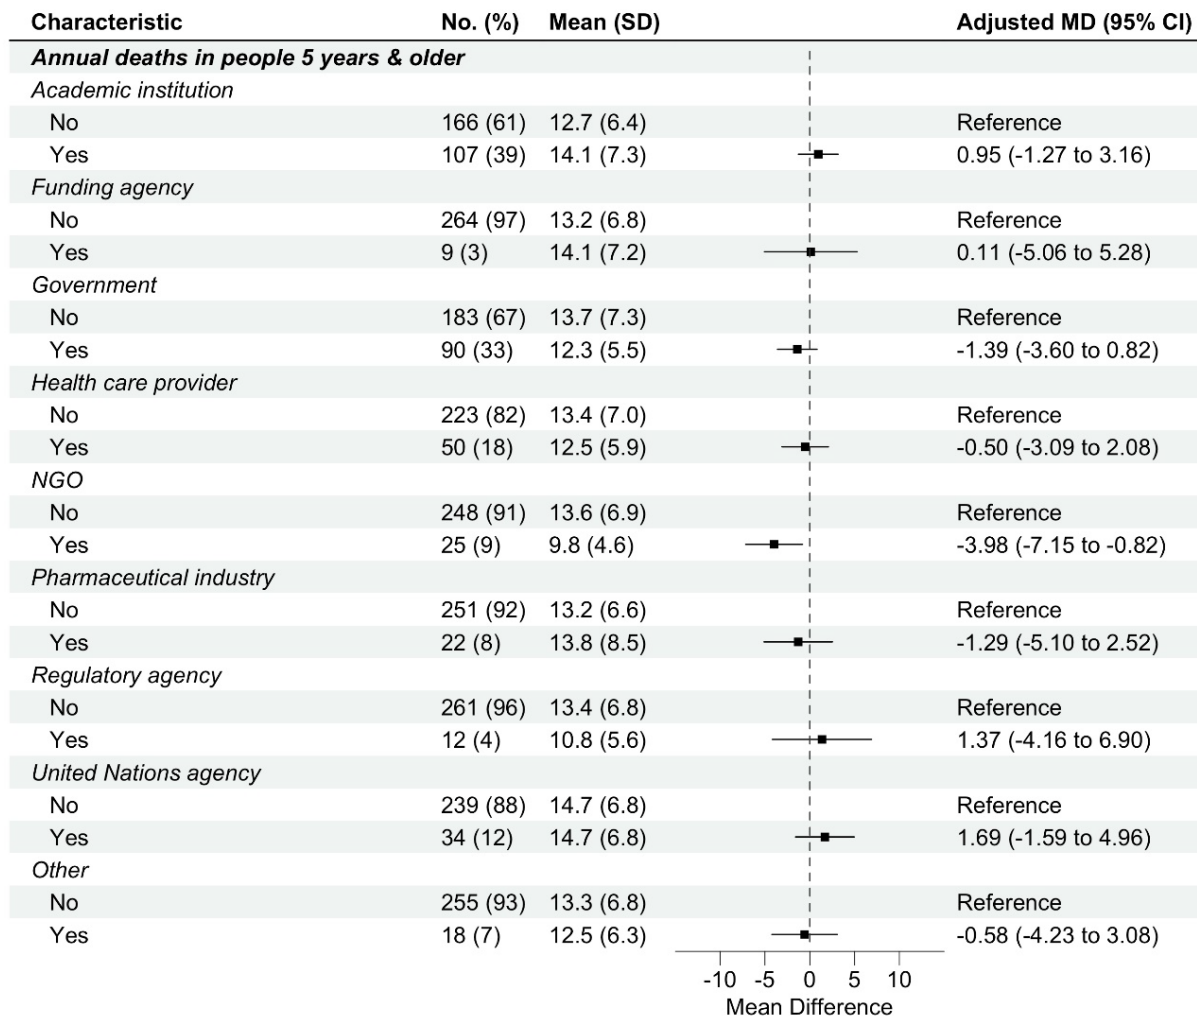 Characteristic No. (%) Mean (SD) Adjusted MD (95% CI)
Annual deaths in people 5 years & older
Academic institution
No 166 (61) 12.7 (6.4) Reference
Yes 107 (39) 14.1 (7.3) 0.95 (-1.27 to 3.16)
Funding agency
No 264 (97) 13.2 (6.8) Reference
Yes 9 (3) 14.1 (7.2) 0.11 (-5.06 to 5.28)
Government
No 183 (67) 13.7 (7.3) Reference
Yes 90 (33) 12.3 (5.5) -1.39 (-3.60 to 0.82)
Health care provider
No 223 (82) 13.4 (7.0) Reference
Yes 50 (18) 12.5 (5.9) -0.50 (-3.09 to 2.08)
NGO
No 248 (91) 13.6 (6.9) Reference
Yes 25 (9) 9.8 (4.6) -3.98 (-7.15 to -0.82)
Pharmaceutical industry
No 251 (92) 13.2 (6.6) Reference
Yes 22 (8) 13.8 (8.5) -1.29 (-5.10 to 2.52)
Regulatory agency
No 261 (96) 13.4 (6.8) Reference
Yes 12 (4) 10.8 (5.6) 1.37 (-4.16 to 6.90)
United Nations agency
No 239 (88) 14.7 (6.8) Reference
Yes 34 (12) 14.7 (6.8) 1.69 (-1.59 to 4.96)
Other
No 255 (93) 13.3 (6.8) Reference
Yes 18 (7) 12.5 (6.3) -0.58 (-4.23 to 3.08)
-10 -5 0 5 10
Mean Difference